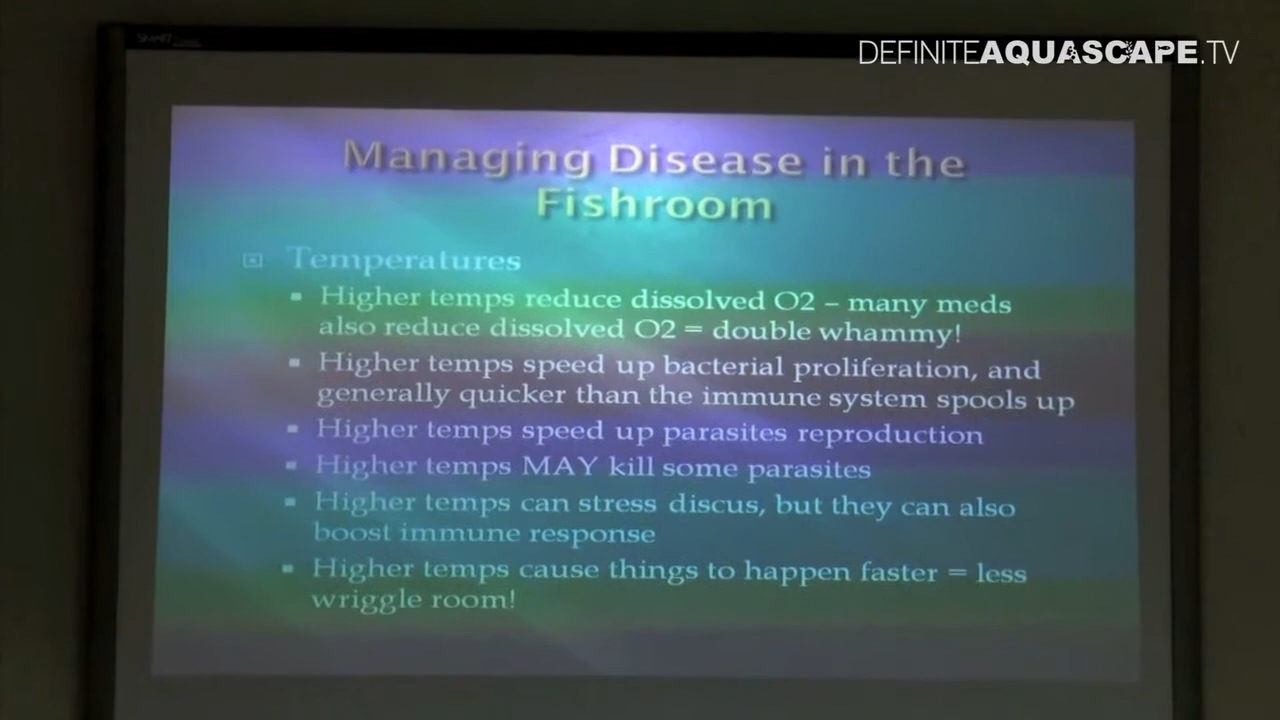 DEFINITEAQUASCAPE.TV
Managing Disease in the
Fishroom
Temperatures
Higher temps reduce dissolved O2 – many meds
also reduce dissolved O2 = double whammy!
Higher temps speed up bacterial proliferation, and
generally quicker than the immune system spools up
Higher temps speed up parasites reproduction
Higher temps MAY kill some parasites
Higher temps can stress discus, but they can also
boost immune response
Higher temps cause things to happen faster = less
wriggle room!